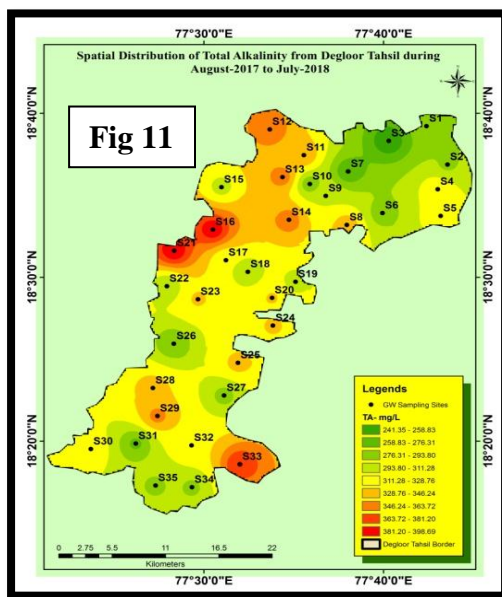 77°30'0"E 77°40'0"E
Spatial Distribution of Total Alkalinity from Degloor Tahsil during
August-2017 to July-2018
Fig 11
18°40'0"N 18°40'0"N
S12 S1
S3
S11
S7 S2
S13
S15 S10 S4
S9
S14 S6 S5
S16 S8
S21
18°30'0"N 18°30'0"N
S17
S22 S18 S19
S23 S20
S24
S26
S25
S28 S27
Legends
GW Sampling Sites
TA- mg/L
241.35 - 258.83
258.83 - 276.31
276.31 - 293.80
293.80 - 311.28
311.28 - 328.76
328.76 - 346.24
346.24 - 363.72
363.72 - 381.20
381.20 - 398.69
Degloor Tahsil Border
S29
18°20'0"N 18°20'0"N
S30 S31 S32
S33
S35 S34
0 2.75 5.5 11 16.5 22
Kilometers
77°30'0"E 77°40'0"E